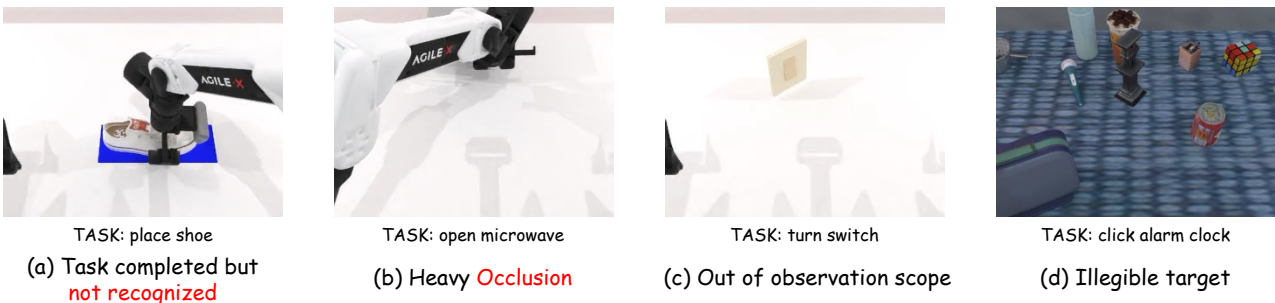 AGILE·X
AGILE·X
TASK: place shoe
TASK: open microwave
TASK: turn switch
TASK: click alarm clock
(a) Task completed but
not recognized
(b) Heavy Occlusion
(c) Out of observation scope
(d) Illegible target